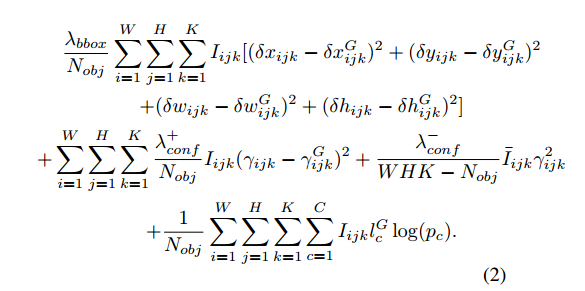 \frac{\lambda_{bbox}}{N_{obj}} \sum_{i=1}^{W} \sum_{j=1}^{H} \sum_{k=1}^{K} I_{ijk}[(\delta x_{ijk} - \delta x_{ijk}^{G})^2 + (\delta y_{ijk} - \delta y_{ijk}^{G})^2
+(\delta w_{ijk} - \delta w_{ijk}^{G})^2 + (\delta h_{ijk} - \delta h_{ijk}^{G})^2]
+ \sum_{i=1}^{W} \sum_{j=1}^{H} \sum_{k=1}^{K} \frac{\lambda_{conf}^{+}}{N_{obj}} I_{ijk}(\gamma_{ijk} - \gamma_{ijk}^{G})^2 + \frac{\lambda_{conf}^{-}}{WHK - N_{obj}} \bar{I}_{ijk} \gamma_{ijk}^{2}
+ \frac{1}{N_{obj}} \sum_{i=1}^{W} \sum_{j=1}^{H} \sum_{k=1}^{K} \sum_{c=1}^{C} I_{ijk} l_{c}^{G} \log(p_c).
(2)